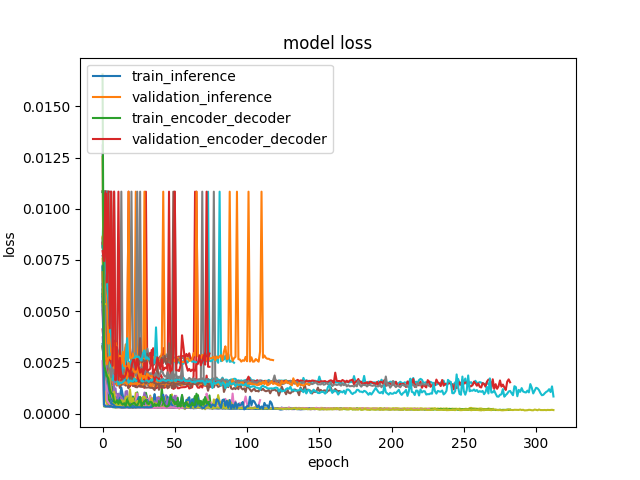 model loss
train_inference
validation_inference
train_encoder_decoder
validation_encoder_decoder
loss
0.0150
0.0125
0.0100
0.0075
0.0050
0.0025
0.0000
0 50 100 150 200 250 300
epoch